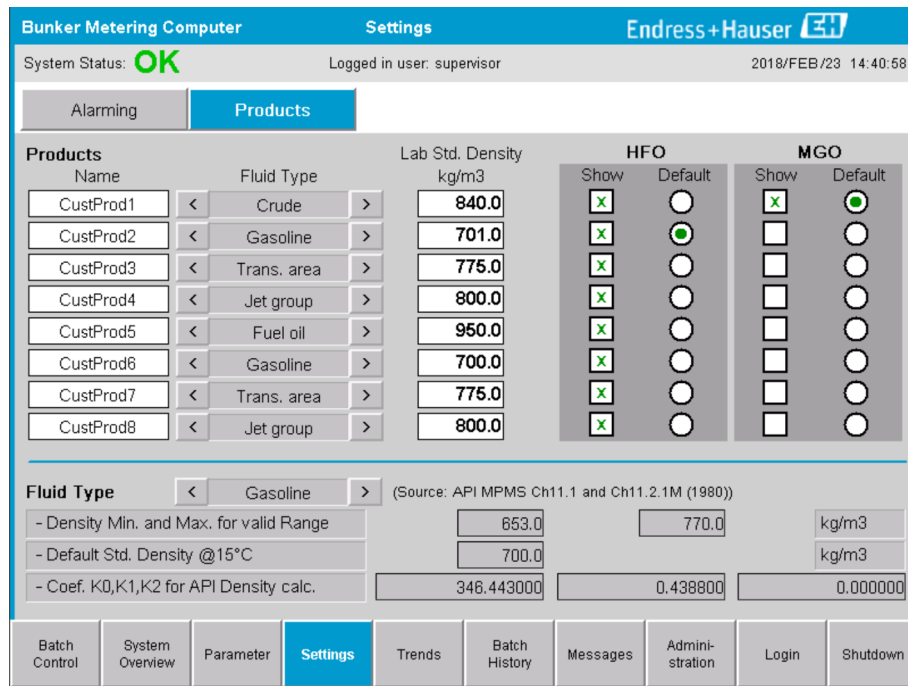 Bunker Metering Computer Settings Endress+Hauser EH
System Status: OK Logged in user: supervisor 2018/FEB/23 14:40:58
Alarming Products
Products Lab Std. Density HFO MGO
Name Fluid Type kg/m3 Show Default Show Default
CustProd1 < Crude > 840.0 x x
CustProd2 < Gasoline > 701.0 x
CustProd3 < Trans. area > 775.0 x
CustProd4 < Jet group > 800.0 x
CustProd5 < Fuel oil > 950.0 x
CustProd6 < Gasoline > 700.0 x
CustProd7 < Trans. area > 775.0 x
CustProd8 < Jet group > 800.0 x
Fluid Type < Gasoline > (Source: API MPMS Ch11.1 and Ch11.2.1M (1980))
- Density Min. and Max. for valid Range 653.0 770.0 kg/m3
- Default Std. Density @15°C 700.0 kg/m3
- Coef. K0,K1,K2 for API Density calc. 346.443000 0.438800 0.000000
Batch Control System Overview Parameter Settings Trends Batch History Messages Admini-stration Login Shutdown